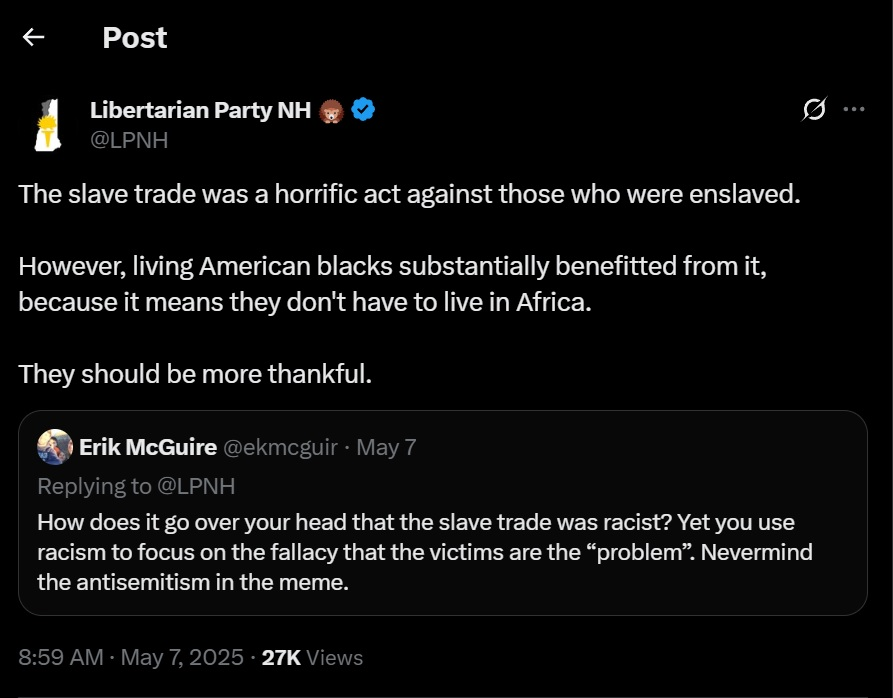 Post
Libertarian Party NH
@LPNH
The slave trade was a horrific act against those who were enslaved.
However, living American blacks substantially benefitted from it,
because it means they don't have to live in Africa.
They should be more thankful.
Erik McGuire @ekmcguir · May 7
Replying to @LPNH
How does it go over your head that the slave trade was racist? Yet you use
racism to focus on the fallacy that the victims are the “problem”. Nevermind
the antisemitism in the meme.
8:59 AM · May 7, 2025 · 27K Views